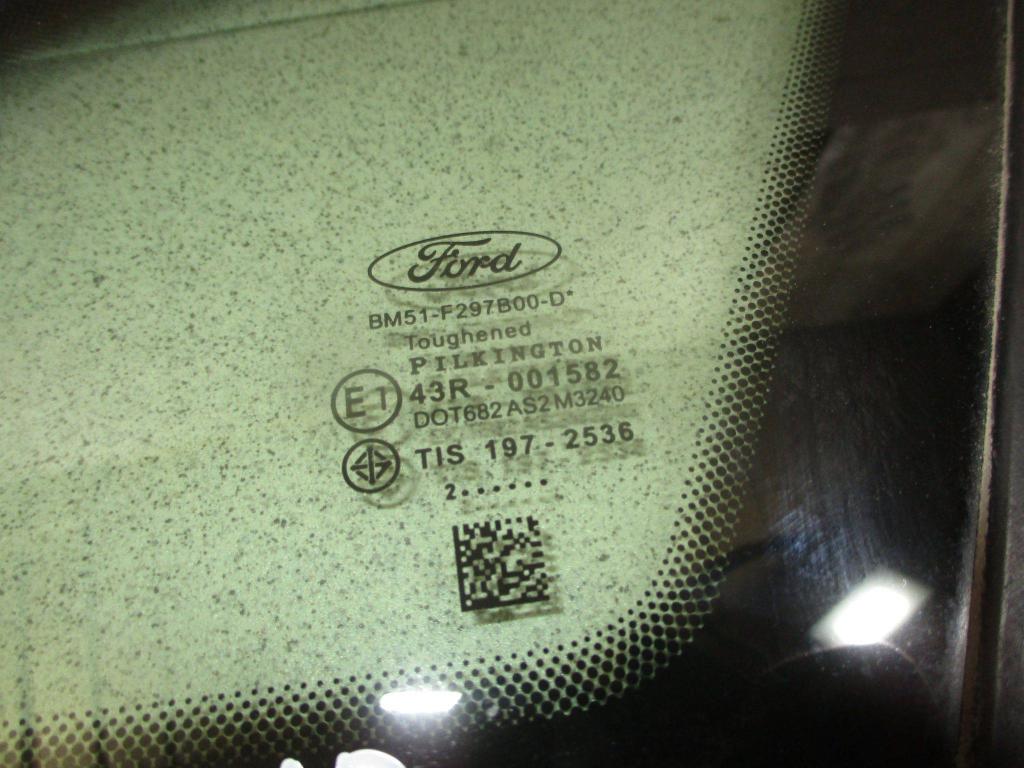 Ford
BM51-F297B00-D*
Toughened
PILKINGTON
E1
43R - 001582
DOT682 AS2 M3240
TIS 197-2536
2......